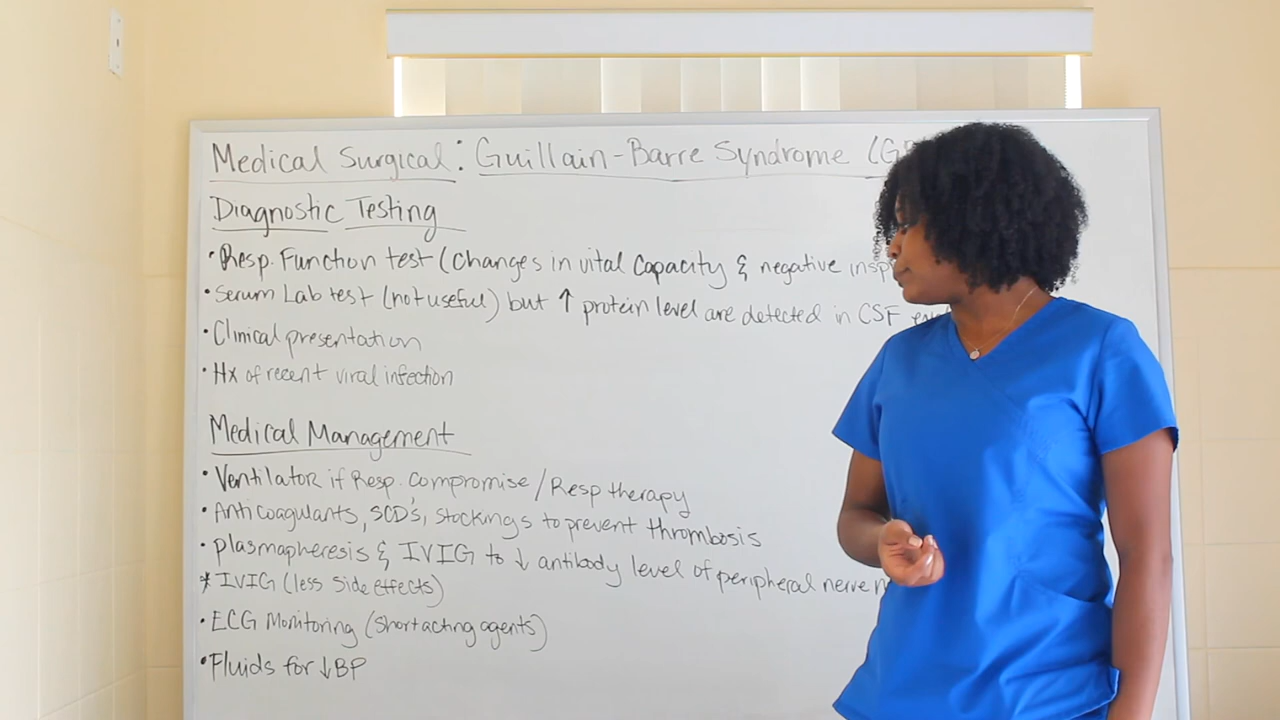 Medical Surgical: Guillain-Barre Syndrome (G
Diagnostic Testing
• Resp. Function test (changes in vital capacity & negative insp
• Serum Lab test (not useful) but ↑ protein level are detected in CSF
• Clinical presentation
• Hx of recent viral infection
Medical Management
• Ventilator if Resp. compromise/Resp therapy
• Anticoagulants, SCD's, stockings to prevent thrombosis
• plasmapheresis & IVIG to ↓ antibody level of peripheral nerve
* IVIG (less side effects)
• ECG Monitoring (short acting agents)
• Fluids for ↓BP